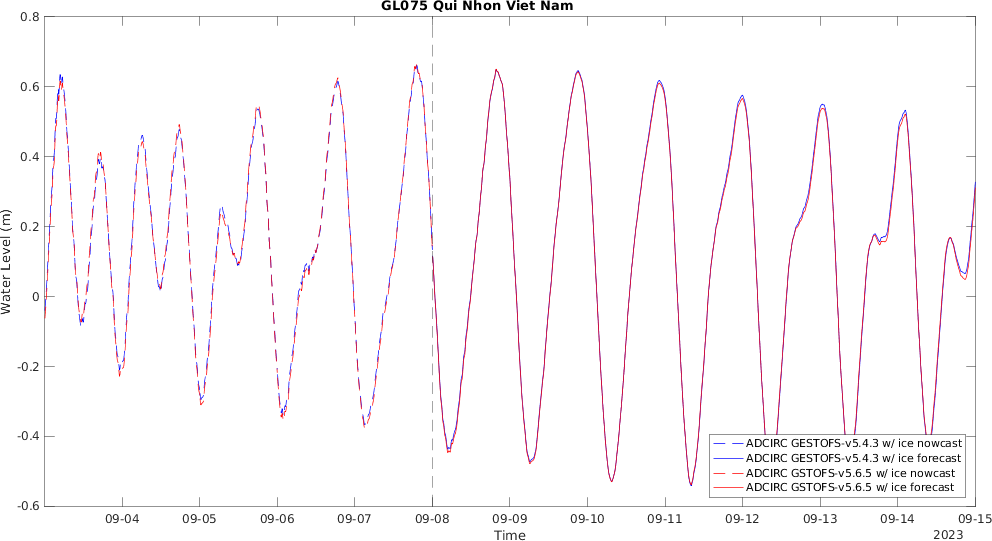 GL075 Qui Nhon Viet Nam
0.8
0.6
0.4
0.2
0
-0.2
-0.4
-0.6
Water Level (m)
ADCIRC GESTOFS-v5.4.3 w/ ice nowcast
ADCIRC GESTOFS-v5.4.3 w/ ice forecast
ADCIRC GSTOFS-v5.6.5 w/ ice nowcast
ADCIRC GSTOFS-v5.6.5 w/ ice forecast
09-04 09-05 09-06 09-07 09-08 09-09 09-10 09-11 09-12 09-13 09-14 09-15
Time
2023